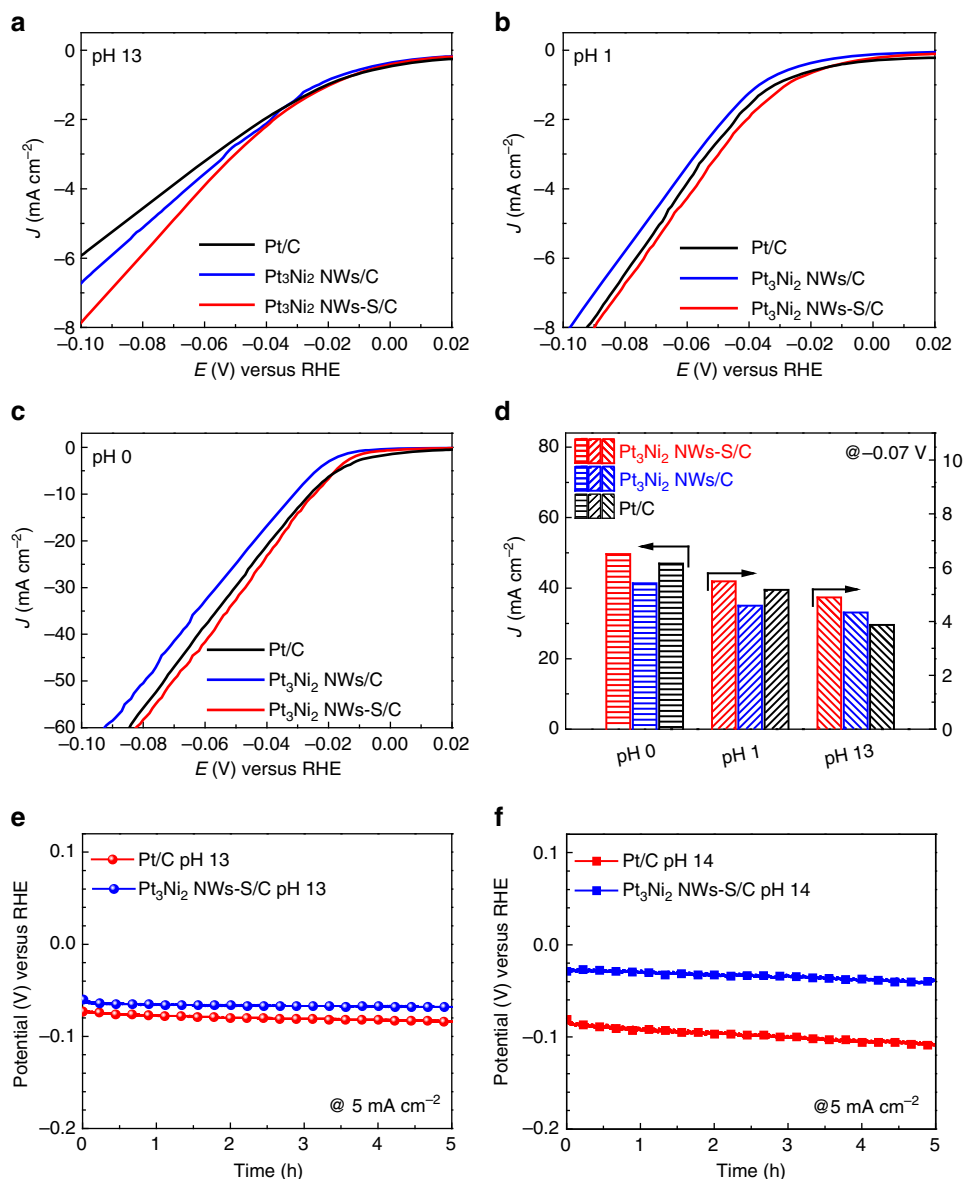 a
pH 13
0
−2
−4
−6
−8
J (mA cm⁻²)
Pt/C
Pt₃Ni₂ NWs/C
Pt₃Ni₂ NWs-S/C
−0.10 −0.08 −0.06 −0.04 −0.02 0.00 0.02
E (V) versus RHE
b
pH 1
0
−2
−4
−6
−8
J (mA cm⁻²)
Pt/C
Pt₃Ni₂ NWs/C
Pt₃Ni₂ NWs-S/C
−0.10 −0.08 −0.06 −0.04 −0.02 0.00 0.02
E (V) versus RHE
c
pH 0
0
−10
−20
−30
−40
−50
−60
J (mA cm⁻²)
Pt/C
Pt₃Ni₂ NWs/C
Pt₃Ni₂ NWs-S/C
−0.10 −0.08 −0.06 −0.04 −0.02 0.00 0.02
E (V) versus RHE
d
80
60
40
20
0
J (mA cm⁻²)
Pt₃Ni₂ NWs-S/C
Pt₃Ni₂ NWs/C
Pt/C
@−0.07 V
10
8
6
4
2
0
pH 0 pH 1 pH 13
e
0.1
0.0
−0.1
−0.2
Potential (V) versus RHE
Pt/C pH 13
Pt₃Ni₂ NWs-S/C pH 13
@ 5 mA cm⁻²
0 1 2 3 4 5
Time (h)
f
0.1
0.0
−0.1
−0.2
Potential (V) versus RHE
Pt/C pH 14
Pt₃Ni₂ NWs-S/C pH 14
@5 mA cm⁻²
0 1 2 3 4 5
Time (h)